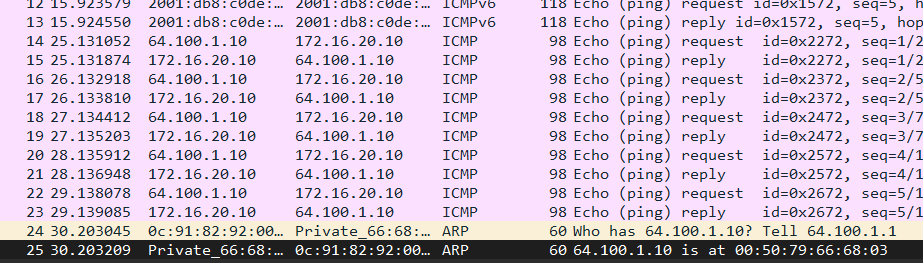 12 15.923579 2001:db8:c0de:… 2001:db8:c0de:… ICMPv6 118 Echo (ping) request id=0x1572, seq=5, h
13 15.924550 2001:db8:c0de:… 2001:db8:c0de:… ICMPv6 118 Echo (ping) reply id=0x1572, seq=5, hop
14 25.131052 64.100.1.10 172.16.20.10 ICMP 98 Echo (ping) request id=0x2272, seq=1/2
15 25.131874 172.16.20.10 64.100.1.10 ICMP 98 Echo (ping) reply id=0x2272, seq=1/2
16 26.132918 64.100.1.10 172.16.20.10 ICMP 98 Echo (ping) request id=0x2372, seq=2/5
17 26.133810 172.16.20.10 64.100.1.10 ICMP 98 Echo (ping) reply id=0x2372, seq=2/5
18 27.134412 64.100.1.10 172.16.20.10 ICMP 98 Echo (ping) request id=0x2472, seq=3/7
19 27.135203 172.16.20.10 64.100.1.10 ICMP 98 Echo (ping) reply id=0x2472, seq=3/7
20 28.135912 64.100.1.10 172.16.20.10 ICMP 98 Echo (ping) request id=0x2572, seq=4/1
21 28.136948 172.16.20.10 64.100.1.10 ICMP 98 Echo (ping) reply id=0x2572, seq=4/1
22 29.138078 64.100.1.10 172.16.20.10 ICMP 98 Echo (ping) request id=0x2672, seq=5/1
23 29.139085 172.16.20.10 64.100.1.10 ICMP 98 Echo (ping) reply id=0x2672, seq=5/1
24 30.203045 0c:91:82:92:00… Private_66:68:… ARP 60 Who has 64.100.1.10? Tell 64.100.1.1
25 30.203209 Private_66:68:… 0c:91:82:92:00… ARP 60 64.100.1.10 is at 00:50:79:66:68:03